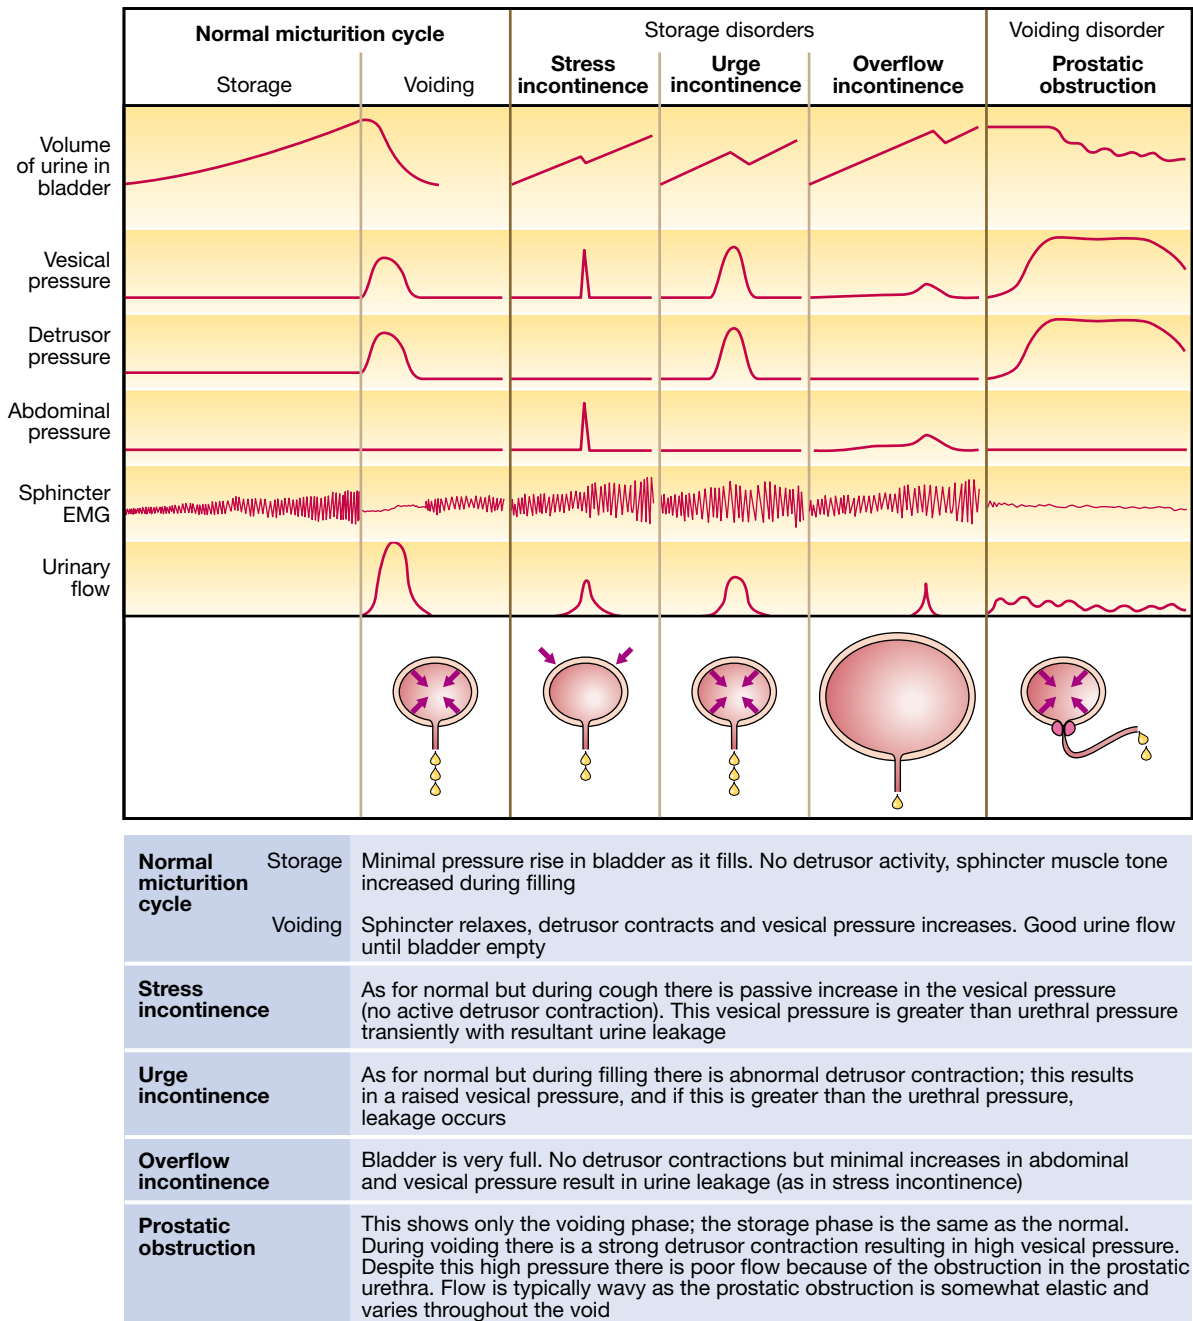 Normal micturition cycle
Storage disorders
Voiding disorder
Storage
Voiding
Stress
incontinence
Urge
incontinence
Overflow
incontinence
Prostatic
obstruction
Volume
of urine in
bladder
Vesical
pressure
Detrusor
pressure
Abdominal
pressure
Sphincter
EMG
Urinary
flow
Normal
micturition
cycle
Storage
Minimal pressure rise in bladder as it fills. No detrusor activity, sphincter muscle tone
increased during filling
Voiding
Sphincter relaxes, detrusor contracts and vesical pressure increases. Good urine flow
until bladder empty
Stress
incontinence
As for normal but during cough there is passive increase in the vesical pressure
(no active detrusor contraction). This vesical pressure is greater than urethral pressure
transiently with resultant urine leakage
Urge
incontinence
As for normal but during filling there is abnormal detrusor contraction; this results
in a raised vesical pressure, and if this is greater than the urethral pressure,
leakage occurs
Overflow
incontinence
Bladder is very full. No detrusor contractions but minimal increases in abdominal
and vesical pressure result in urine leakage (as in stress incontinence)
Prostatic
obstruction
This shows only the voiding phase; the storage phase is the same as the normal.
During voiding there is a strong detrusor contraction resulting in high vesical pressure.
Despite this high pressure there is poor flow because of the obstruction in the prostatic
urethra. Flow is typically wavy as the prostatic obstruction is somewhat elastic and
varies throughout the void